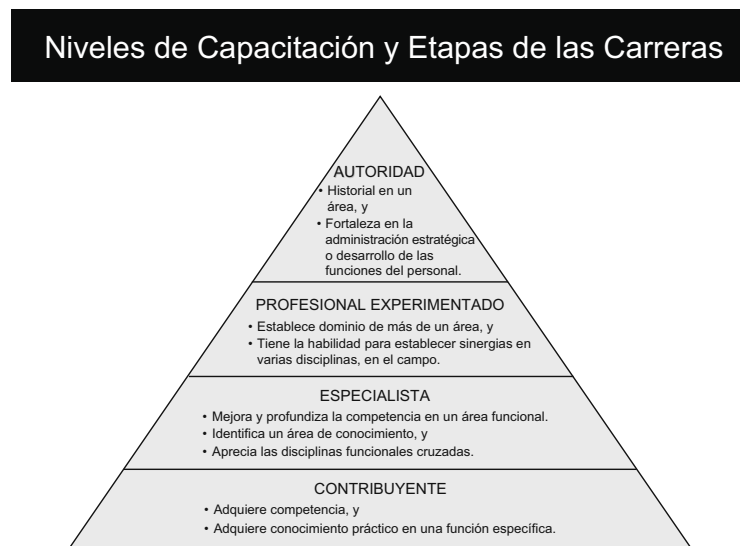 Niveles de Capacitación y Etapas de las Carreras
AUTORIDAD
• Historial en un
área, y
• Fortaleza en la
administración estratégica
o desarrollo de las
funciones del personal.
PROFESIONAL EXPERIMENTADO
• Establece dominio de más de un área, y
• Tiene la habilidad para establecer sinergias en
varias disciplinas, en el campo.
ESPECIALISTA
• Mejora y profundiza la competencia en un área funcional.
• Identifica un área de conocimiento, y
• Aprecia las disciplinas funcionales cruzadas.
CONTRIBUYENTE
• Adquiere competencia, y
• Adquiere conocimiento práctico en una función específica.